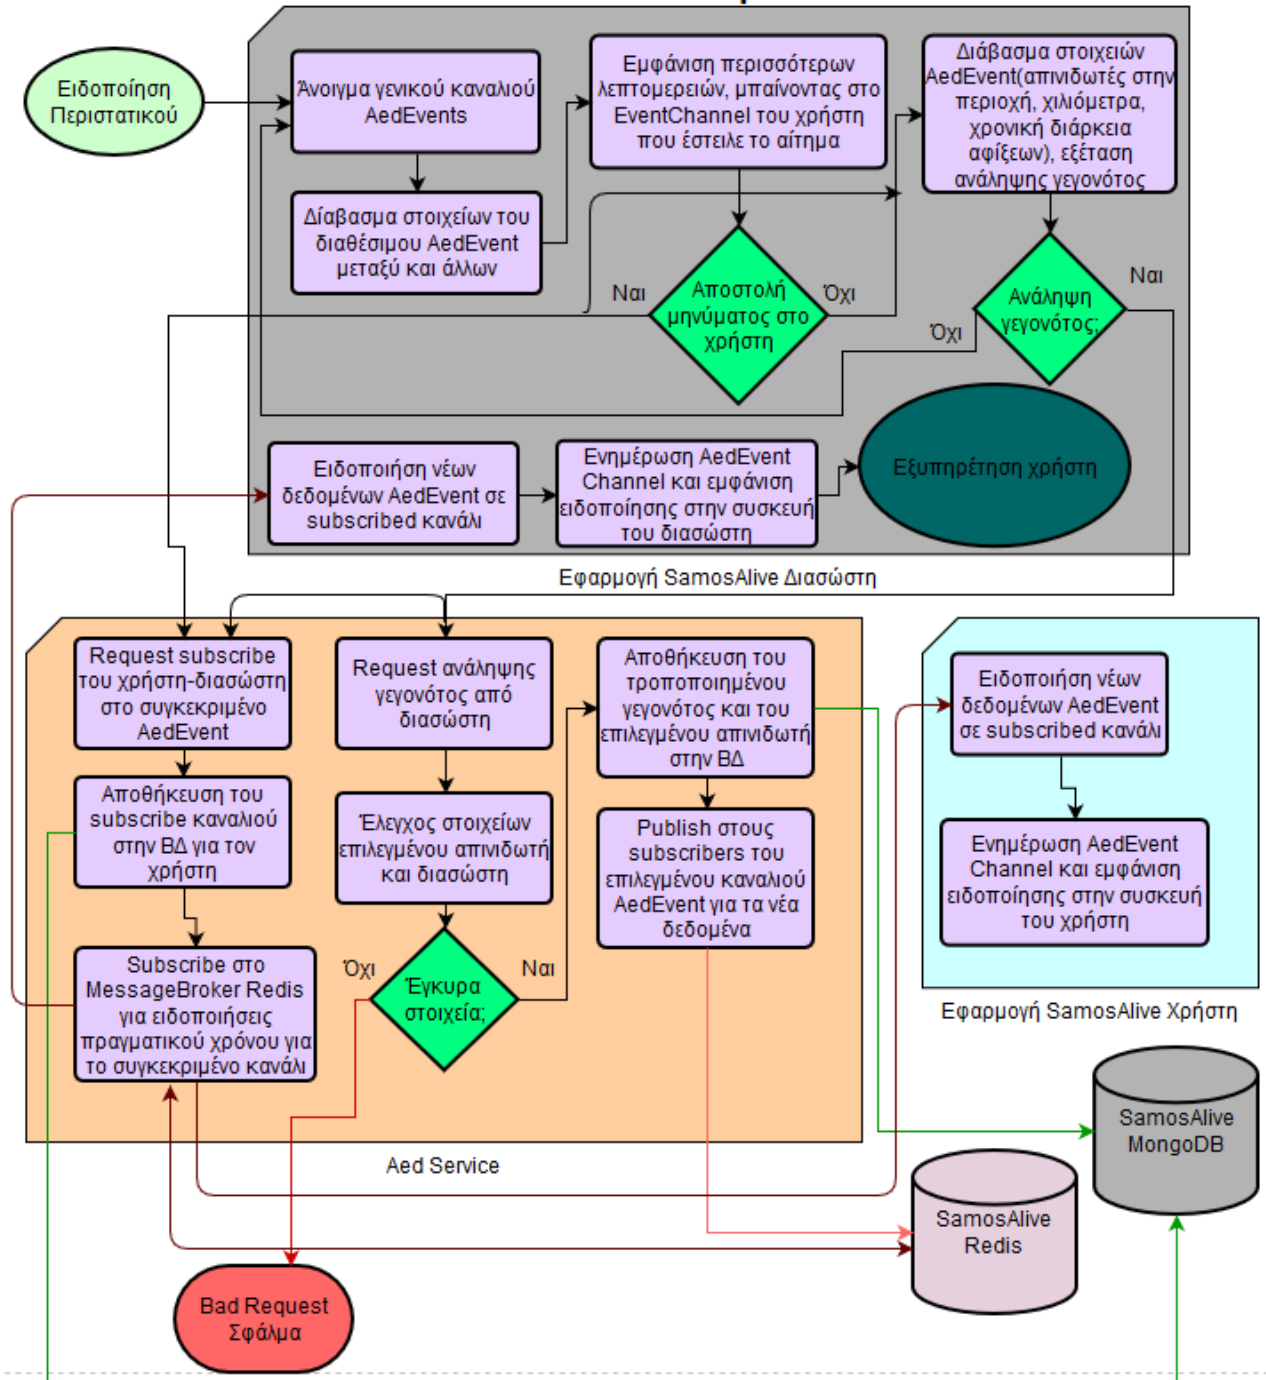 Ειδοποίηση
Περιστατικού
Άνοιγμα γενικού καναλιού
AedEvents
Δίαβασμα στοιχείων του
διαθέσιμου AedEvent
μεταξύ και άλλων
Εμφάνιση περισσότερων
λεπτομερειών, μπαίνοντας στο
EventChannel του χρήστη
που έστειλε το αίτημα
Διάβασμα στοιχειών
AedEvent(απινιδωτές στην
περιοχή, χιλιόμετρα,
χρονική διάρκεια
αφίξεων), εξέταση
ανάληψης γεγονότος
Ναι
Αποστολή
μηνύματος στο
χρήστη
Όχι
Όχι
Ανάληψη
γεγονότος;
Ναι
Ειδοποιήση νέων
δεδομένων AedEvent σε
subscribed κανάλι
Ενημέρωση AedEvent
Channel και εμφάνιση
ειδοποίησης στην συσκευή
του διασώστη
Εξυπηρέτηση χρήστη
Εφαρμογή SamosAlive Διασώστη
Request subscribe
του χρήστη-διασώστη
στο συγκεκριμένο
AedEvent
Αποθήκευση του
subscribe καναλιού
στην ΒΔ για τον
χρήστη
Subscribe στο
MessageBroker Redis
για ειδοποιήσεις
πραγματικού χρόνου για
το συγκεκριμένο κανάλι
Request ανάληψης
γεγονότος από
διασώστη
Έλεγχος στοιχείων
επιλεγμένου απινιδωτή
και διασώστη
Όχι
Έγκυρα
στοιχεία;
Ναι
Αποθήκευση του
τροποποιημένου
γεγονότος και του
επιλεγμένου απινιδωτή
στην ΒΔ
Publish στους
subscribers του
επιλεγμένου καναλιού
AedEvent για τα νέα
δεδομένα
Aed Service
Ειδοποιήση νέων
δεδομένων AedEvent
σε subscribed κανάλι
Ενημέρωση AedEvent
Channel και εμφάνιση
ειδοποίησης στην συσκευή
του χρήστη
Εφαρμογή SamosAlive Χρήστη
SamosAlive
MongoDB
SamosAlive
Redis
Bad Request
Σφάλμα